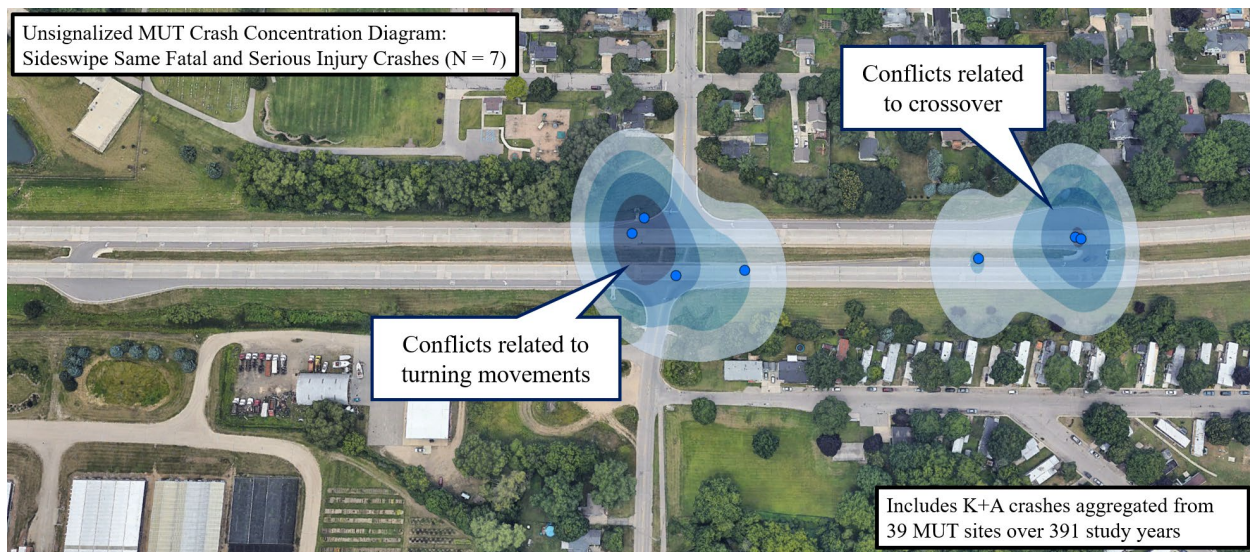 Unsignalized MUT Crash Concentration Diagram:
Sideswipe Same Fatal and Serious Injury Crashes (N = 7)
Conflicts related
to crossover
Conflicts related to
turning movements
Includes K+A crashes aggregated from
39 MUT sites over 391 study years